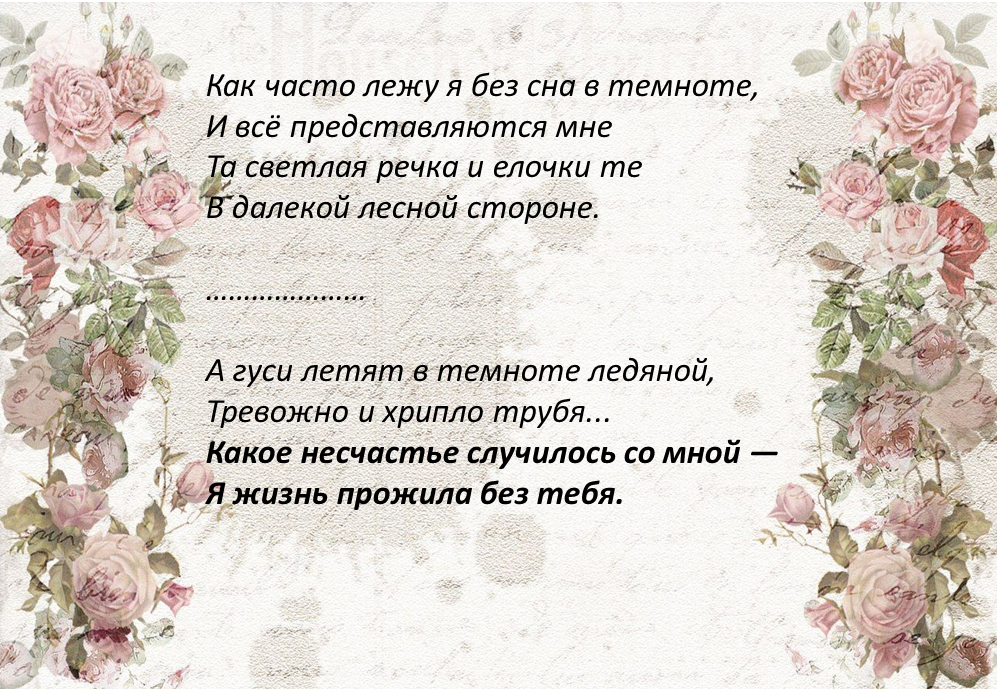 Как часто лежу я без сна в темноте,
И всё представляются мне
Та светлая речка и елочки те
В далекой лесной стороне.
.....................
А гуси летят в темноте ледяной,
Тревожно и хрипло трубя...
Какое несчастье случилось со мной —
Я жизнь прожила без тебя.